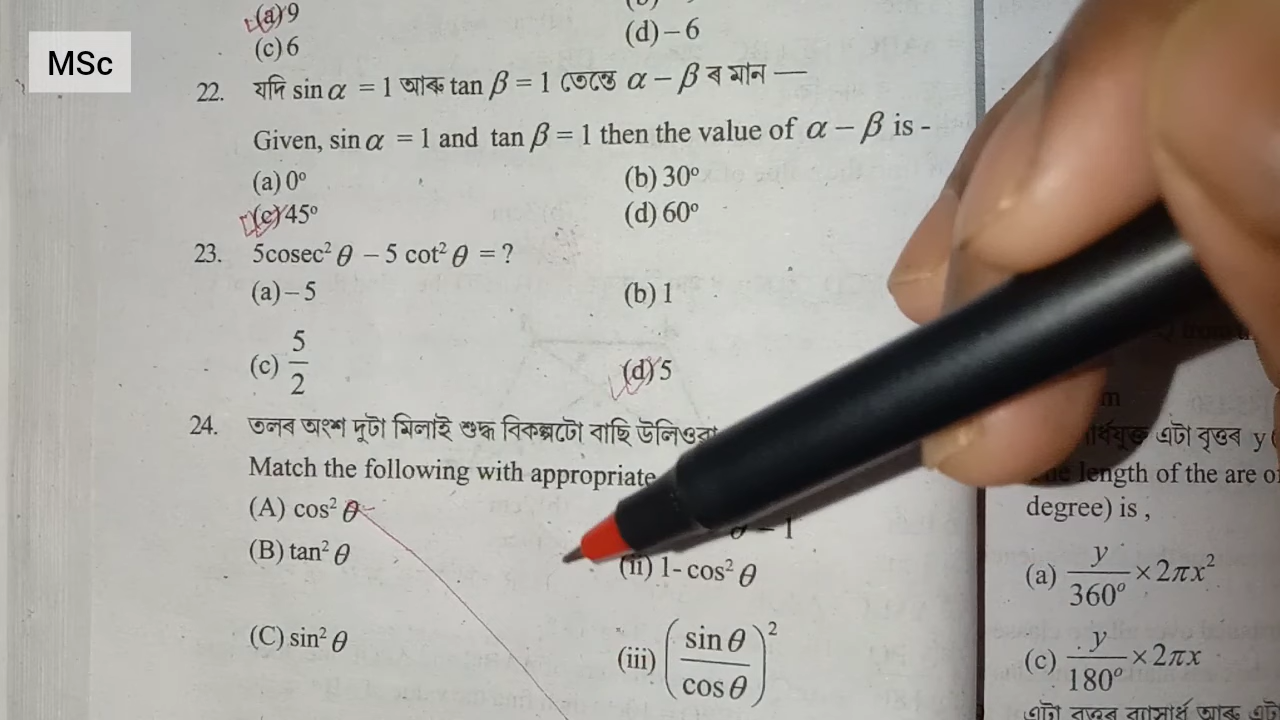 MSc
(a) 9
(c) 6
(d) – 6
22. যদি sin α = 1 আৰু tan β = 1 তেন্তে α – β ৰ মান —
Given, sin α = 1 and tan β = 1 then the value of α – β is -
(a) 0°
(b) 30°
(c) 45°
(d) 60°
23. 5cosec² θ – 5 cot² θ = ?
(a) – 5
(b) 1
(c) 5/2
(d) 5
24. তলৰ অংশ দুটা মিলাই শুদ্ধ বিকল্পটো বাছি
Match the following with appropriate
(A) cos² θ
θ – 1
(B) tan² θ
(ii) 1- cos² θ
(C) sin² θ
(iii) (sin θ / cos θ)²
এটা বৃত্তৰ y
length of the are o
degree) is ,
(a) y/360° × 2πx²
(c) y/180° × 2πx